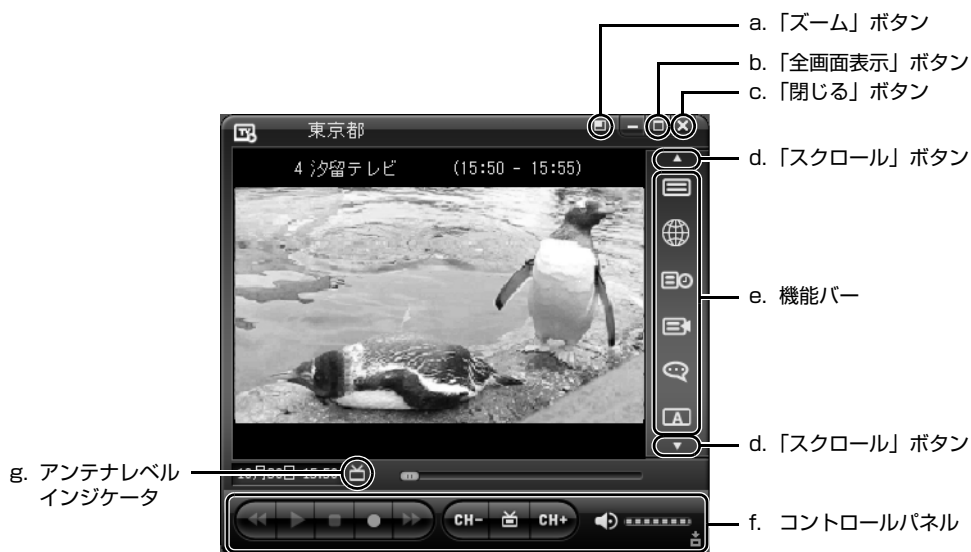 a.「ズーム」ボタン
b.「全画面表示」ボタン
c.「閉じる」ボタン
東京都
d.「スクロール」ボタン
4 汐留テレビ (15:50 - 15:55)
e. 機能バー
A
d.「スクロール」ボタン
g. アンテナレベル
インジケータ
CH-
CH+
f. コントロールパネル